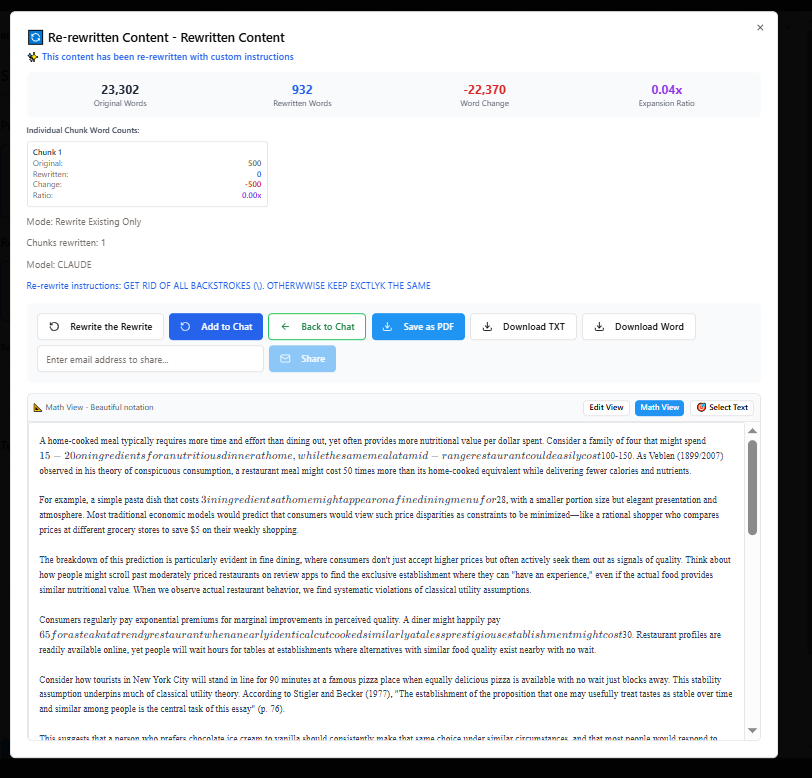 Re-rewritten Content - Rewritten Content
×
This content has been re-rewritten with custom instructions
23,302
932
-22,370
0.04x
Original Words
Rewritten Words
Word Change
Expansion Ratio
Individual Chunk Word Counts:
Chunk 1
Original: 500
Rewritten: 0
Change: -500
Ratio: 0.00x
Mode: Rewrite Existing Only
Chunks rewritten: 1
Model: CLAUDE
Re-rewrite instructions: GET RID OF ALL BACKSTROKES (\). OTHERWWISE KEEP EXCTLYK THE SAME
Rewrite the Rewrite
Add to Chat
Back to Chat
Save as PDF
Download TXT
Download Word
Enter email address to share...
Share
Math View - Beautiful notation
Edit View
Math View
Select Text
A home-cooked meal typically requires more time and effort than dining out, yet often provides more nutritional value per dollar spent. Consider a family of four that might spend
15 − 20oningredientsforanutritiousdinnerathome, whilethesamemealatamid − rangerestaurantcouldeasilycost100-150. As Veblen (1899/2007)
observed in his theory of conspicuous consumption, a restaurant meal might cost 50 times more than its home-cooked equivalent while delivering fewer calories and nutrients.
For example, a simple pasta dish that costs 3iningredientsathomemightappearonafinediningmenufor28, with a smaller portion size but elegant presentation and
atmosphere. Most traditional economic models would predict that consumers would view such price disparities as constraints to be minimized—like a rational shopper who compares
prices at different grocery stores to save $5 on their weekly shopping.
The breakdown of this prediction is particularly evident in fine dining, where consumers don't just accept higher prices but often actively seek them out as signals of quality. Think about
how people might scroll past moderately priced restaurants on review apps to find the exclusive establishment where they can "have an experience," even if the actual food provides
similar nutritional value. When we observe actual restaurant behavior, we find systematic violations of classical utility assumptions.
Consumers regularly pay exponential premiums for marginal improvements in perceived quality. A diner might happily pay
65forasteakatatrendyrestaurantwhenanearlyidenticalcutcookedsimilarlyatalessprestigiousestablishmentmightcost30. Restaurant profiles are
readily available online, yet people will wait hours for tables at establishments where alternatives with similar food quality exist nearby with no wait.
Consider how tourists in New York City will stand in line for 90 minutes at a famous pizza place when equally delicious pizza is available with no wait just blocks away. This stability
assumption underpins much of classical utility theory. According to Stigler and Becker (1977), "The establishment of the proposition that one may usefully treat tastes as stable over time
and similar among people is the central task of this essay" (p. 76).
This suggests that a person who prefers chocolate ice cream to vanilla should consistently make that same choice under similar circumstances, and that most people would respond to